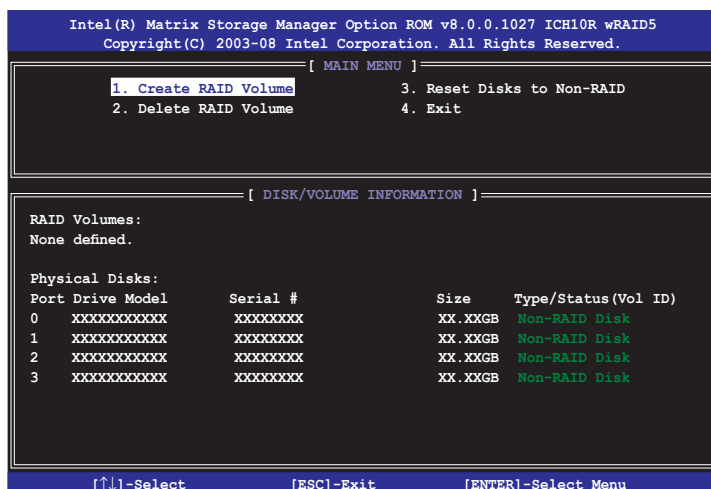 Intel(R) Matrix Storage Manager Option ROM v8.0.0.1027 ICH10R wRAID5
Copyright(C) 2003-08 Intel Corporation. All Rights Reserved.
[ MAIN MENU ]
1. Create RAID Volume 3. Reset Disks to Non-RAID
2. Delete RAID Volume 4. Exit
[ DISK/VOLUME INFORMATION ]
RAID Volumes:
None defined.
Physical Disks:
Port Drive Model Serial # Size Type/Status(Vol ID)
0 XXXXXXXXXXX XXXXXXXX XX.XXGB Non-RAID Disk
1 XXXXXXXXXXX XXXXXXXX XX.XXGB Non-RAID Disk
2 XXXXXXXXXXX XXXXXXXX XX.XXGB Non-RAID Disk
3 XXXXXXXXXXX XXXXXXXX XX.XXGB Non-RAID Disk
[↑↓]-Select [ESC]-Exit [ENTER]-Select Menu